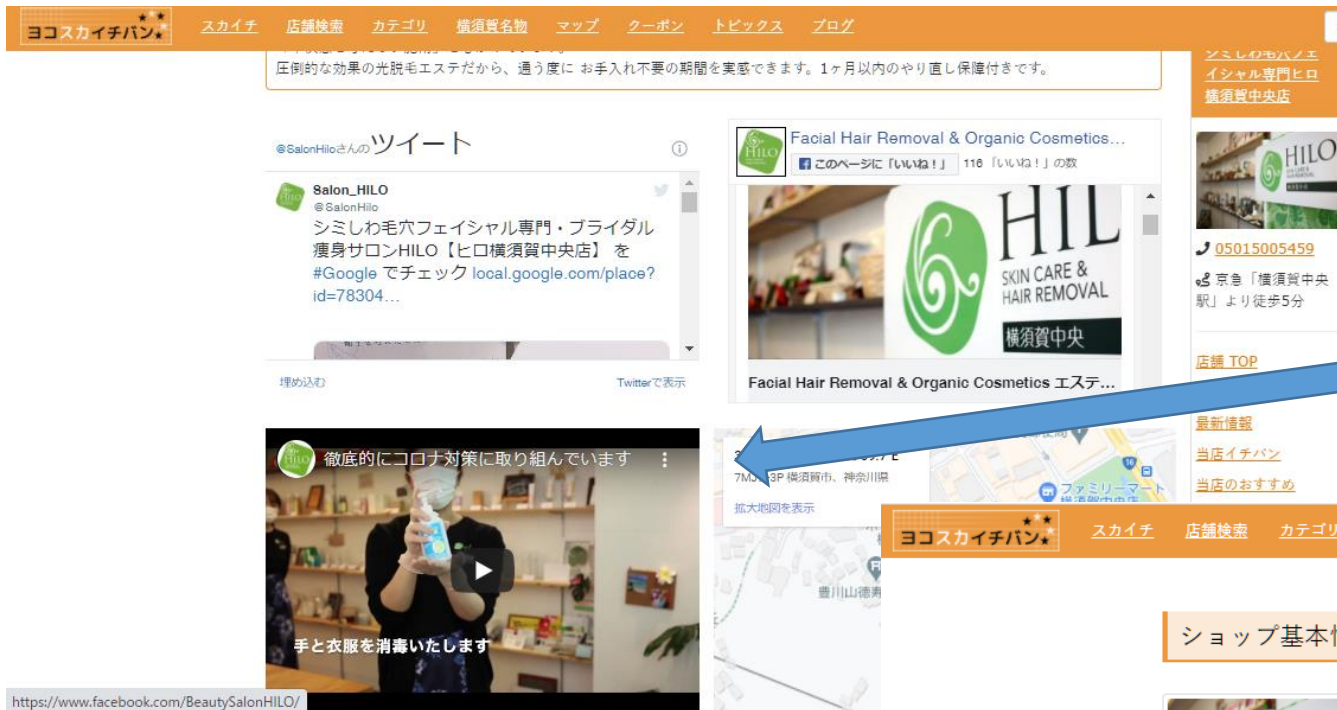 ヨコスカイチバン
スカイチ 店舗検索 カテゴリ 横須賀名物 マップ クーポン トピックス ブログ
圧倒的な効果の光脱毛エステだから、通う度に お手入れ不要の期間を実感できます。1ヶ月以内のやり直し保障付きです。
シミしわ毛穴フェ
イシャル専門ヒロ
横須賀中央店
@SalonHiloさんのツイート
Salon_HILO
@SalonHilo
シミしわ毛穴フェイシャル専門・ブライダル
痩身サロンHILO【ヒロ横須賀中央店】 を
#Google でチェック local.google.com/place?
id=78304…
埋め込む Twitterで表示
HILO
Facial Hair Removal & Organic Cosmetics…
このページに「いいね！」 116 「いいね！」の数
HIL
SKIN CARE &
HAIR REMOVAL
横須賀中央
Facial Hair Removal & Organic Cosmetics エステ…
HILO
05015005459
京急「横須賀中央
駅」より徒歩5分
店舗 TOP
最新情報
当店イチバン
当店のおすすめ
HILO
徹底的にコロナ対策に取り組んでいます
手と衣服を消毒いたします
3P 横須賀市、神奈川県
拡大地図を表示
16
ファミリーマート
豊川山徳寿
https://www.facebook.com/BeautySalonHILO/
ヨコスカイチバン
スカイチ 店舗検索 カテゴリ
ショップ基本